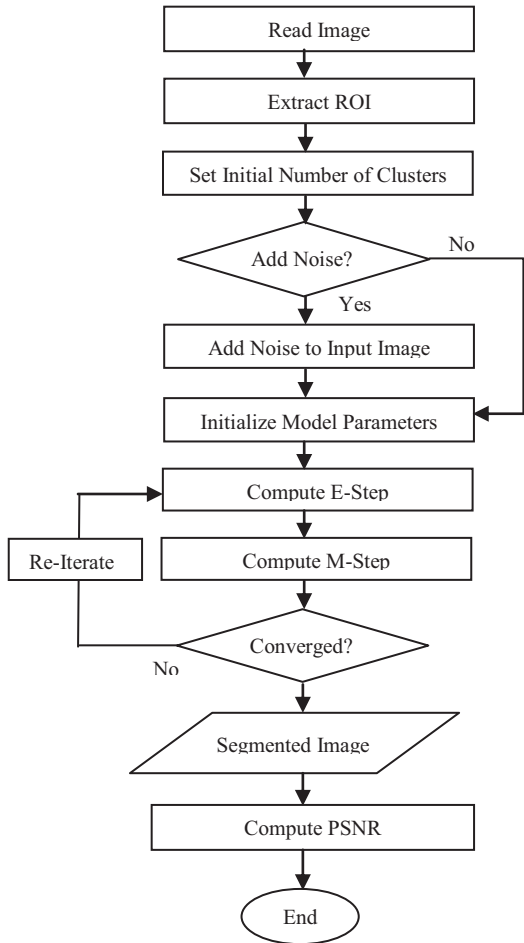 Read Image
Extract ROI
Set Initial Number of Clusters
Add Noise?
No
Yes
Add Noise to Input Image
Initialize Model Parameters
Compute E-Step
Re-Iterate
Compute M-Step
Converged?
No
Segmented Image
Compute PSNR
End